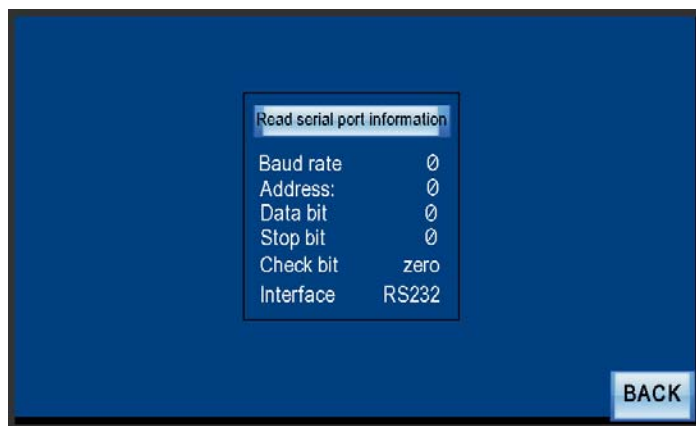 Read serial port information
Baud rate 0
Address: 0
Data bit 0
Stop bit 0
Check bit zero
Interface RS232
BACK